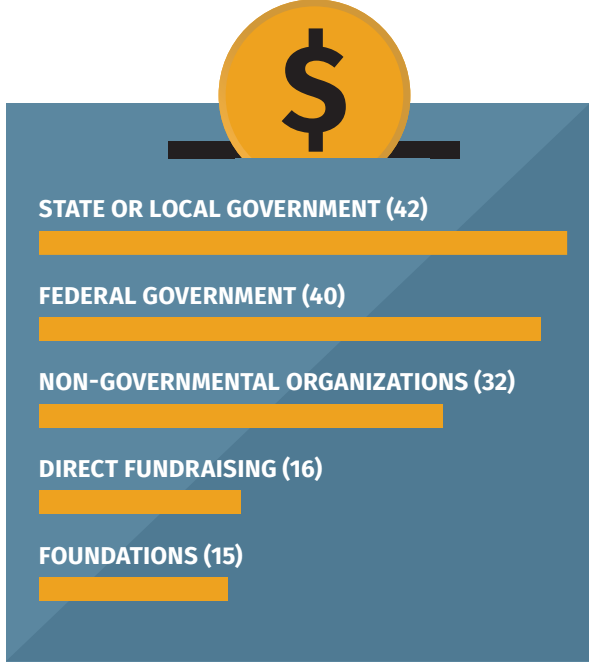 $
STATE OR LOCAL GOVERNMENT (42)
FEDERAL GOVERNMENT (40)
NON-GOVERNMENTAL ORGANIZATIONS (32)
DIRECT FUNDRAISING (16)
FOUNDATIONS (15)